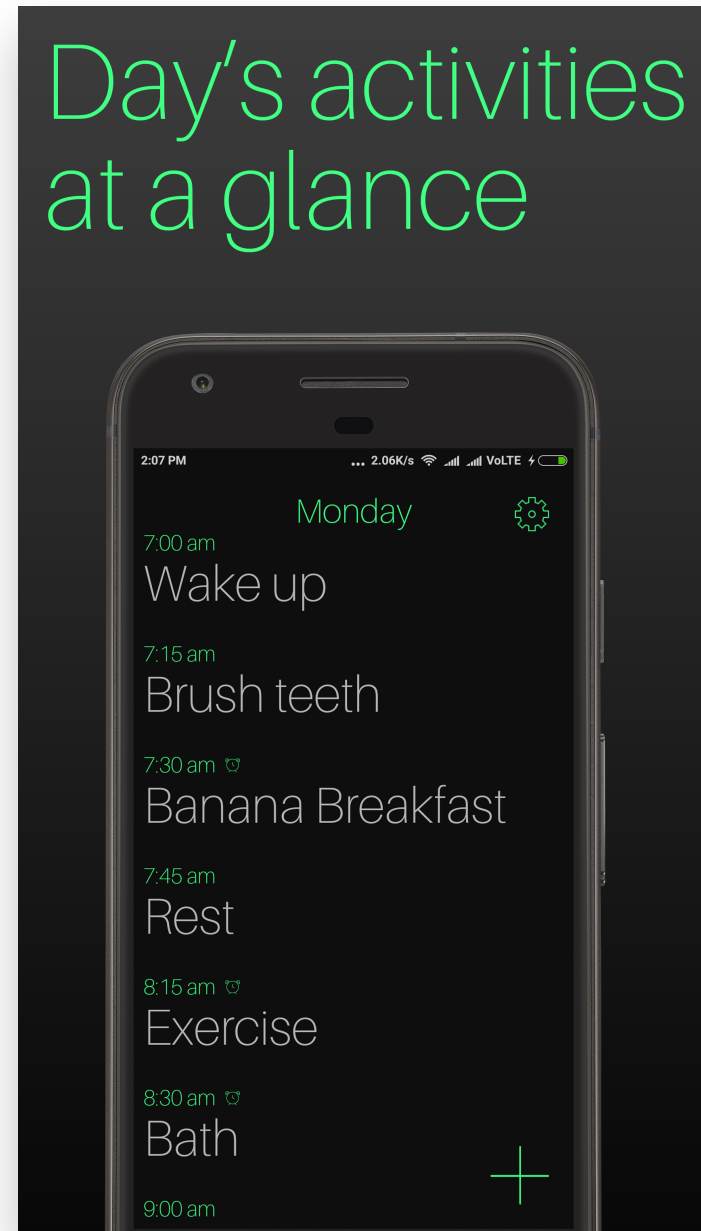 Day’s activities
at a glance
2:07 PM ... 2.06K/s VoLTE
Monday
7:00 am
Wake up
7:15 am
Brush teeth
7:30 am
Banana Breakfast
7:45 am
Rest
8:15 am
Exercise
8:30 am
Bath
9:00 am